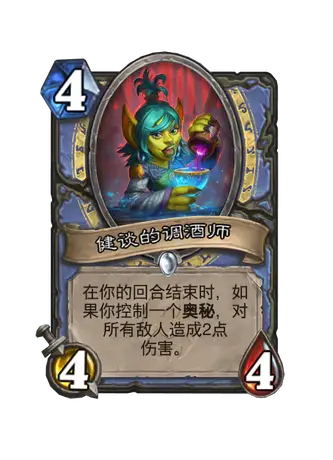 4
健谈的调酒师
在你的回合结束时，如
果你控制一个奥秘，对
所有敌人造成2点
伤害。
4
4